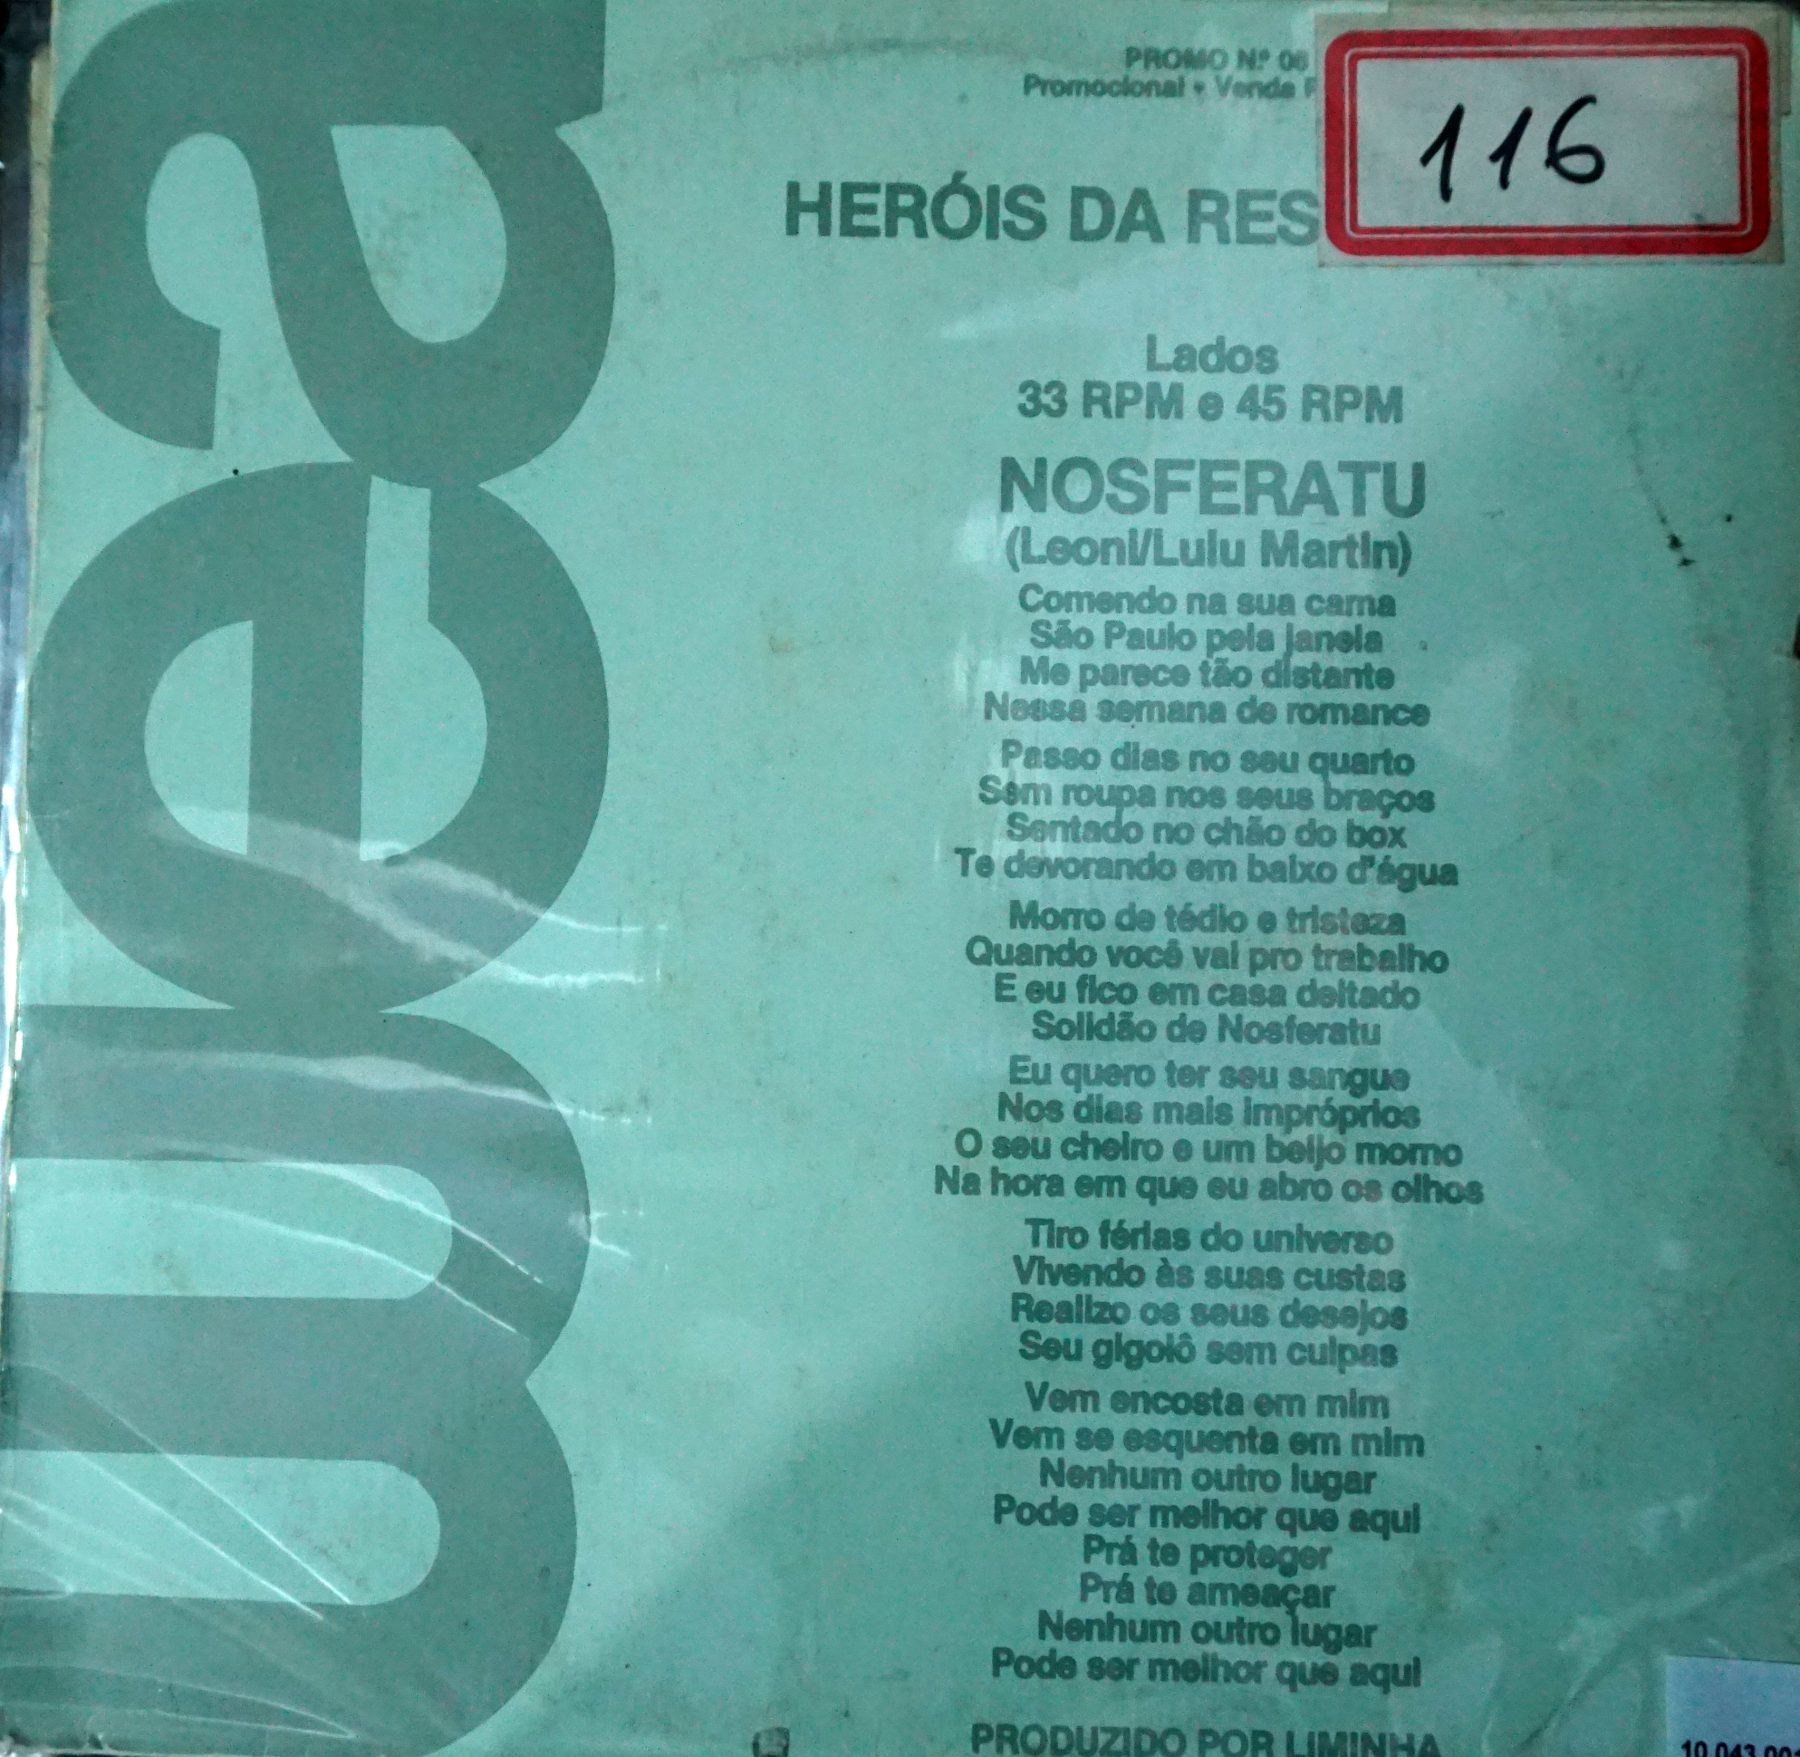 wea
PROMO N.º 06
Promocional • Venda P
116
HERÓIS DA RES
Lados
33 RPM e 45 RPM
NOSFERATU
(Leoni/Lulu Martin)
Comendo na sua cama
São Paulo pela janela
Me parece tão distante
Nessa semana de romance
Passo dias no seu quarto
Sem roupa nos seus braços
Sentado no chão do box
Te devorando em baixo d'água
Morro de tédio e tristeza
Quando você vai pro trabalho
E eu fico em casa deitado
Solidão de Nosferatu
Eu quero ter seu sangue
Nos dias mais impróprios
O seu cheiro e um beijo morno
Na hora em que eu abro os olhos
Tiro férias do universo
Vivendo às suas custas
Realizo os seus desejos
Seu gigolô sem culpas
Vem encosta em mim
Vem se esquenta em mim
Nenhum outro lugar
Pode ser melhor que aqui
Prá te proteger
Prá te ameaçar
Nenhum outro lugar
Pode ser melhor que aqui
PRODUZIDO POR LIMINHA